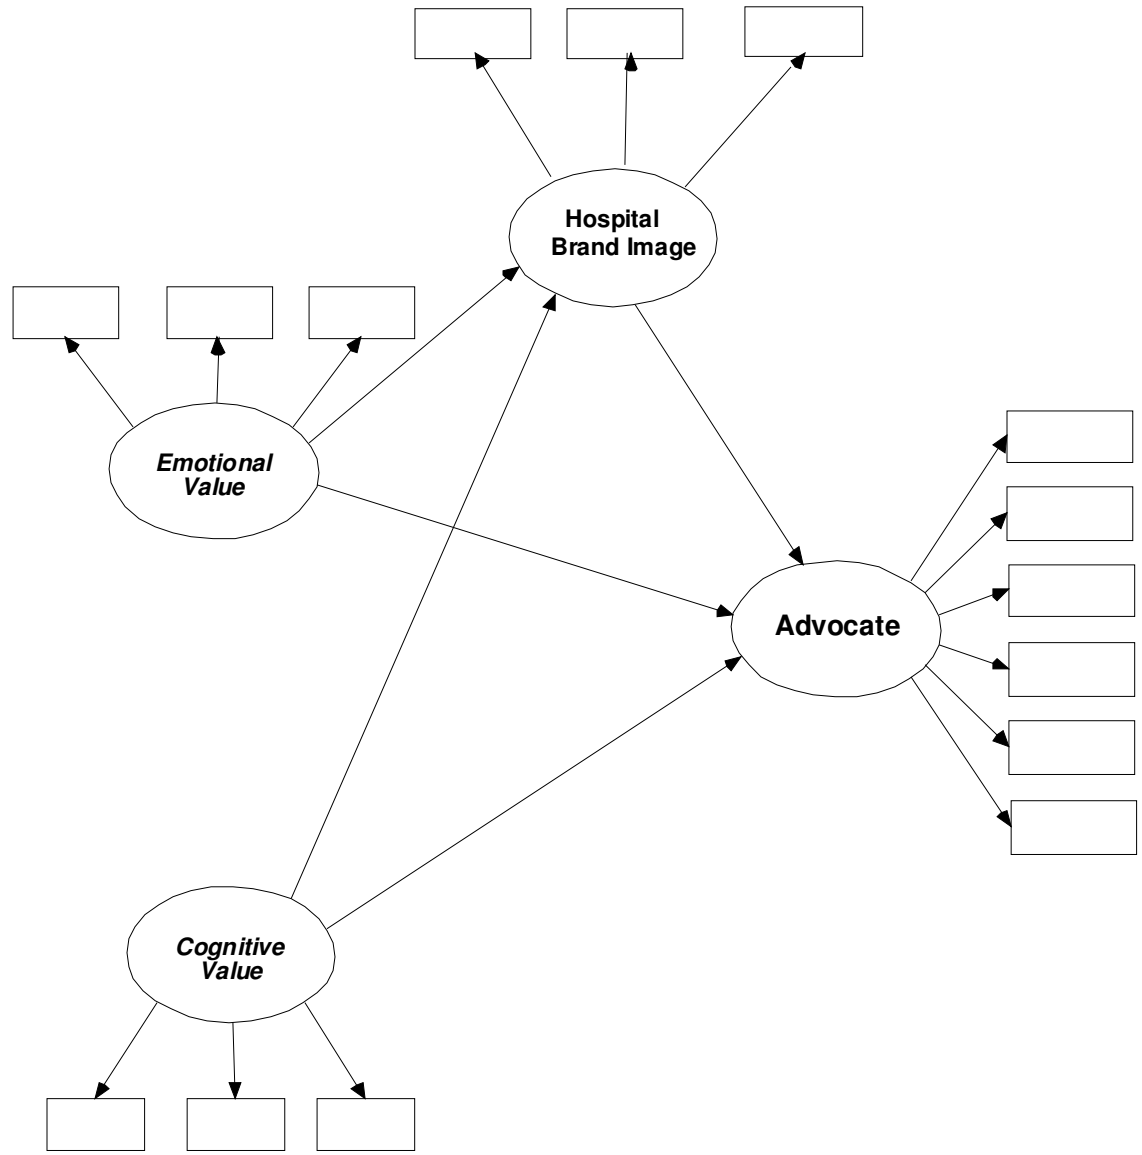 Hospital
Brand Image
Emotional
Value
Advocate
Cognitive
Value